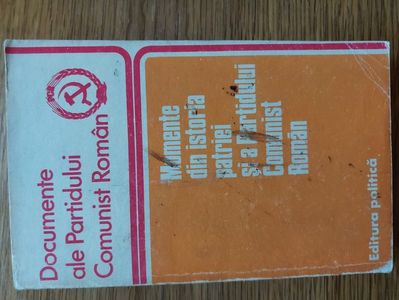 Documente
ale Partidului
Comunist Român
Momente
din istoria
patriei
și a Partidului
Comunist
Român
Editura politică